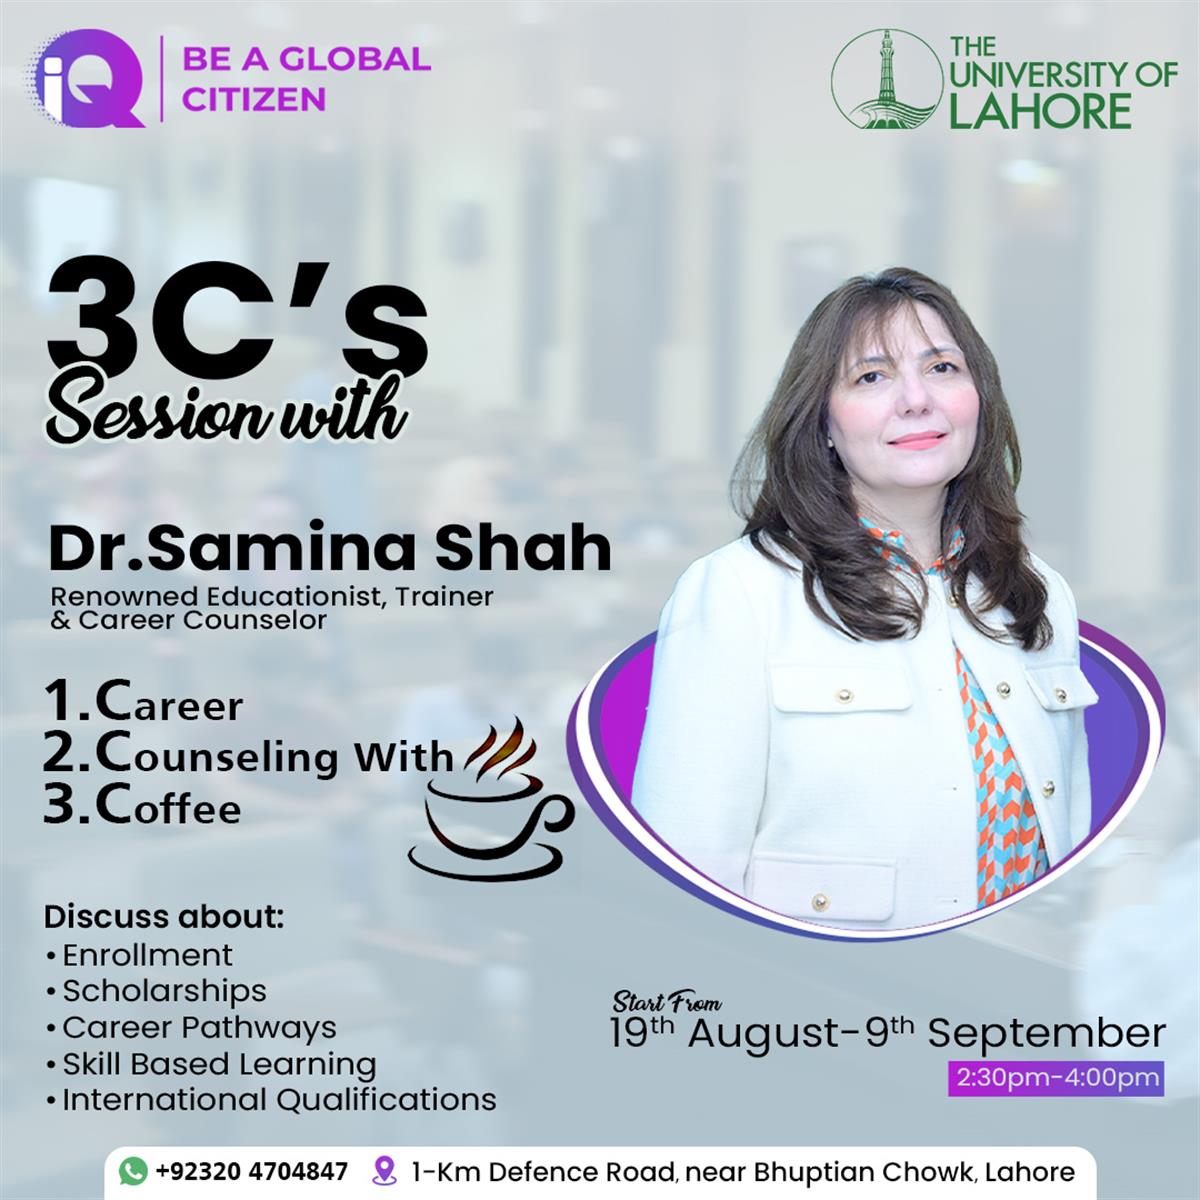 iQ
BE A GLOBAL
CITIZEN
THE
UNIVERSITY OF
LAHORE
3C's
Session with
Dr.Samina Shah
Renowned Educationist, Trainer
& Career Counselor
1.Career
2.Counseling With
3.Coffee
Discuss about:
• Enrollment
• Scholarships
• Career Pathways
• Skill Based Learning
• International Qualifications
Start From
19th August-9th September
2:30pm-4:00pm
+92320 4704847
1-Km Defence Road, near Bhuptian Chowk, Lahore